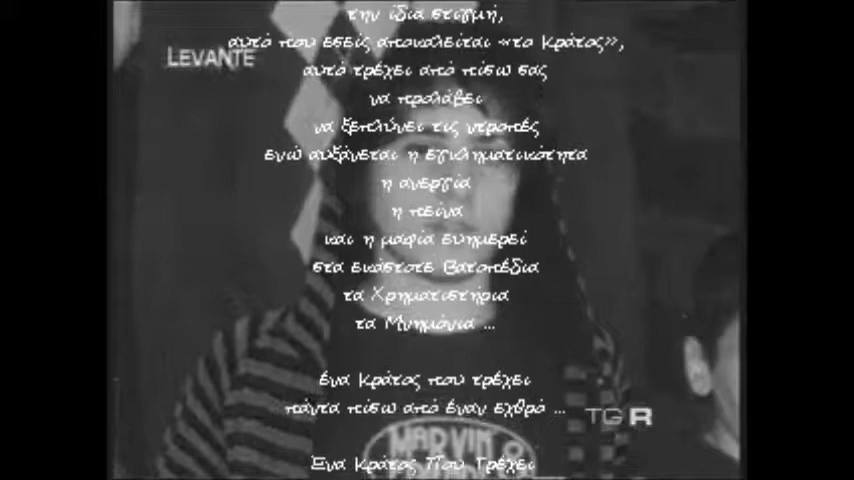 την ίδια στιγμή,
αυτό που εσείς αποκαλείται «το κράτος»,
LEVANTE
αυτό τρέχει από πίσω σας
να προλάβει
να ξεπλύνει τις ντροπές
ενώ αυξάνεται η εγκληματικότητα
η ανεργία
η πείνα
και η μαφία ευημερεί
στα εκάστοτε Βατοπέδια
τα Χρηματιστήρια
τα Μνημόνια ...
ένα κράτος που τρέχει
πάντα πίσω από έναν εχθρό ...
TGR
MARVIN
Ένα Κράτος Που Τρέχει